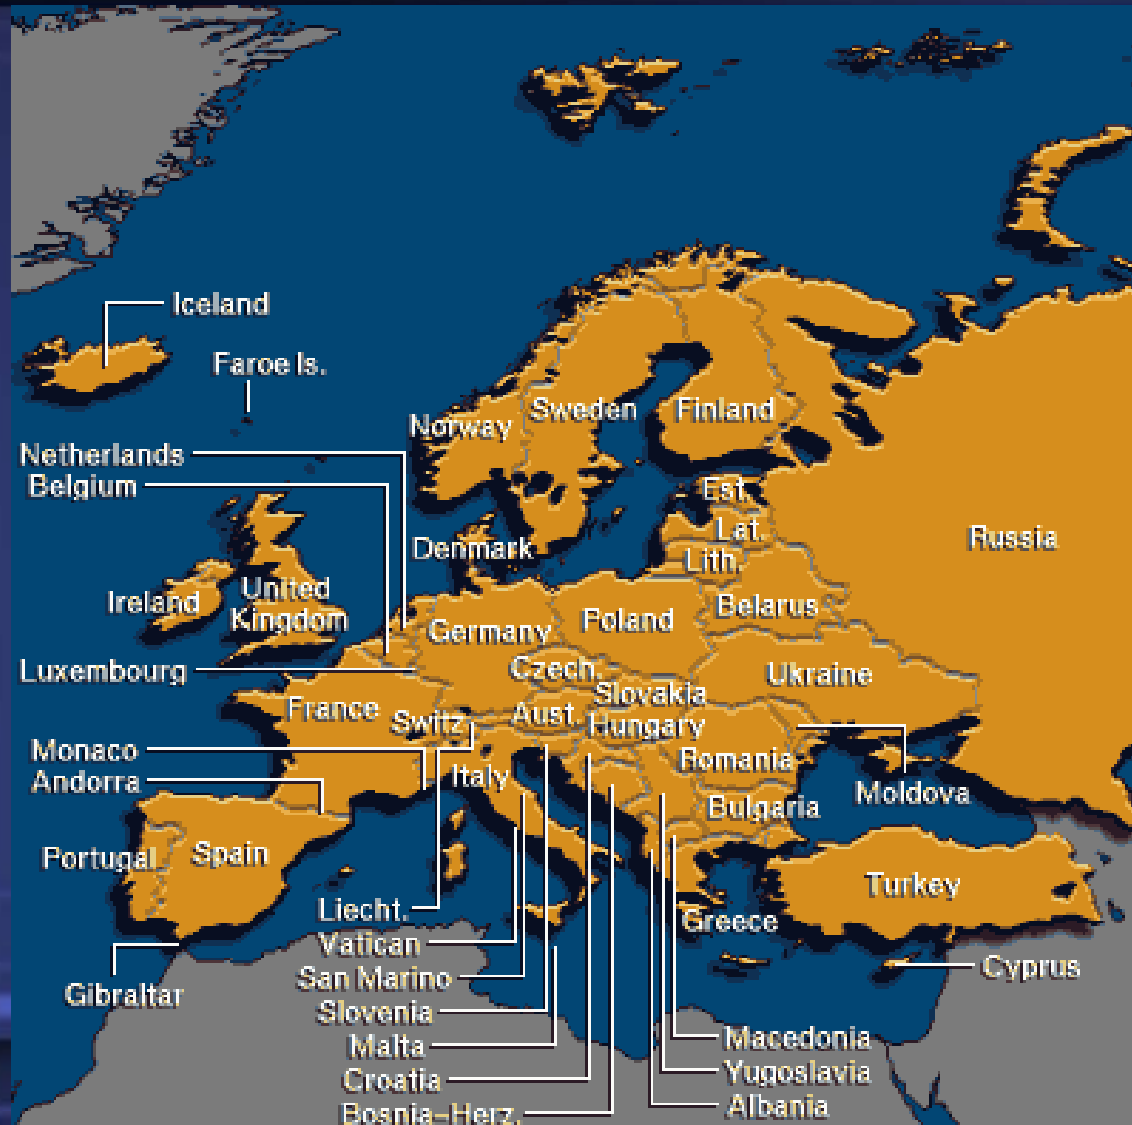 Iceland
Faroe Is.
Norway
Sweden
Finland
Netherlands
Belgium
Est.
Lat.
Russia
Denmark
Lith.
Ireland
United
Kingdom
Germany
Poland
Belarus
Luxembourg
Czech.
Ukraine
Slovakia
France
Switz.
Aust.
Hungary
Monaco
Andorra
Italy
Romania
Moldova
Bulgaria
Portugal
Spain
Turkey
Liecht.
Greece
Vatican
San Marino
Cyprus
Gibraltar
Slovenia
Malta
Macedonia
Croatia
Yugoslavia
Bosnia-Herz.
Albania